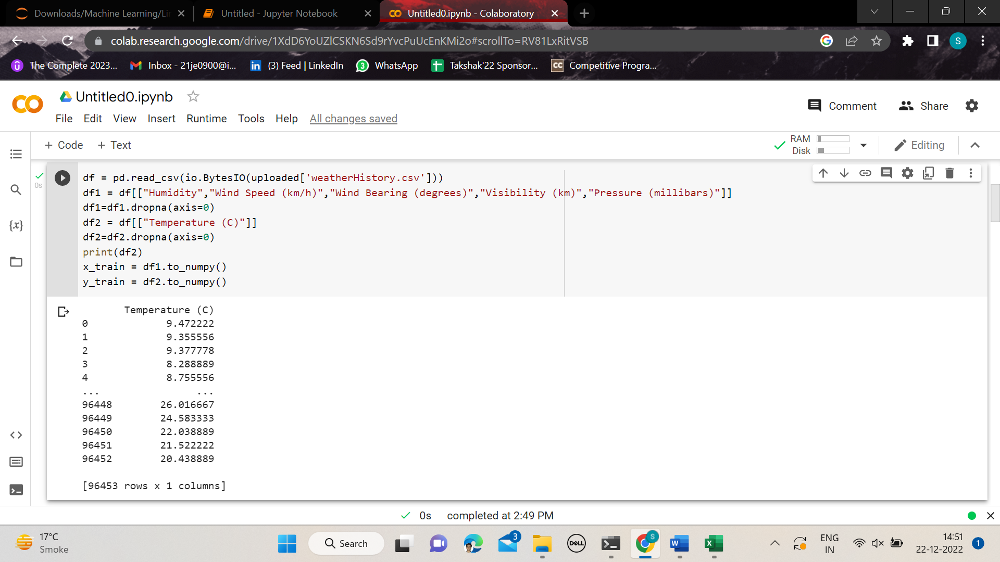 Downloads/Machine Learning/Li
Untitled - Jupyter Notebook
Untitled0.ipynb - Colaboratory
colab.research.google.com/drive/1XdD6YoUZlCSKN6Sd9rYvcPuUcEnKMi2o#scrollTo=RV81LxRitVSB
S
The Complete 2023...
Inbox - 21je0900@i...
(3) Feed | LinkedIn
WhatsApp
Takshak'22 Sponsor...
Competitive Progra...
Untitled0.ipynb
Comment
Share
File Edit View Insert Runtime Tools Help All changes saved
+ Code + Text
RAM
Disk
Editing
0s
df = pd.read_csv(io.BytesIO(uploaded['weatherHistory.csv']))
df1 = df[["Humidity","Wind Speed (km/h)","Wind Bearing (degrees)","Visibility (km)","Pressure (millibars)"]]
df1=df1.dropna(axis=0)
df2 = df[["Temperature (C)"]]
df2=df2.dropna(axis=0)
print(df2)
x_train = df1.to_numpy()
y_train = df2.to_numpy()
Temperature (C)
0 9.472222
1 9.355556
2 9.377778
3 8.288889
4 8.755556
... ...
96448 26.016667
96449 24.583333
96450 22.038889
96451 21.522222
96452 20.438889
[96453 rows x 1 columns]
0s completed at 2:49 PM
17°C
Smoke
Search
3
DELL
S
ENG
IN
14:51
22-12-2022
1